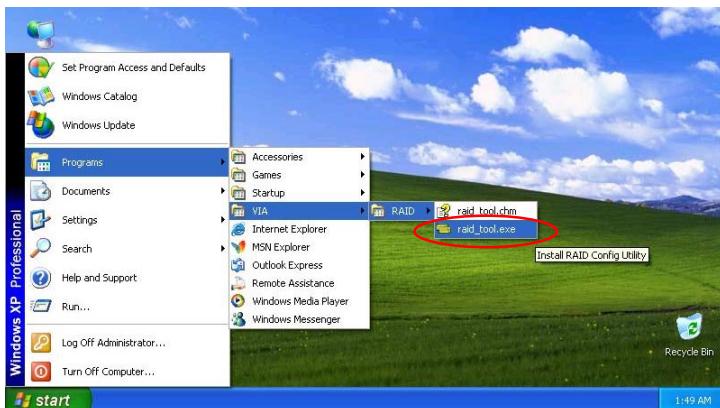 Set Program Access and Defaults
Windows Catalog
Windows Update
Programs
Documents
Settings
Search
Help and Support
Run...
Log Off Administrator...
Turn Off Computer...
Windows XP Professional
Accessories
Games
Startup
VIA
Internet Explorer
MSN Explorer
Outlook Express
Remote Assistance
Windows Media Player
Windows Messenger
RAID
raid_tool.chm
raid_tool.exe
Install RAID Config Utility
Recycle Bin
start
1:49 AM